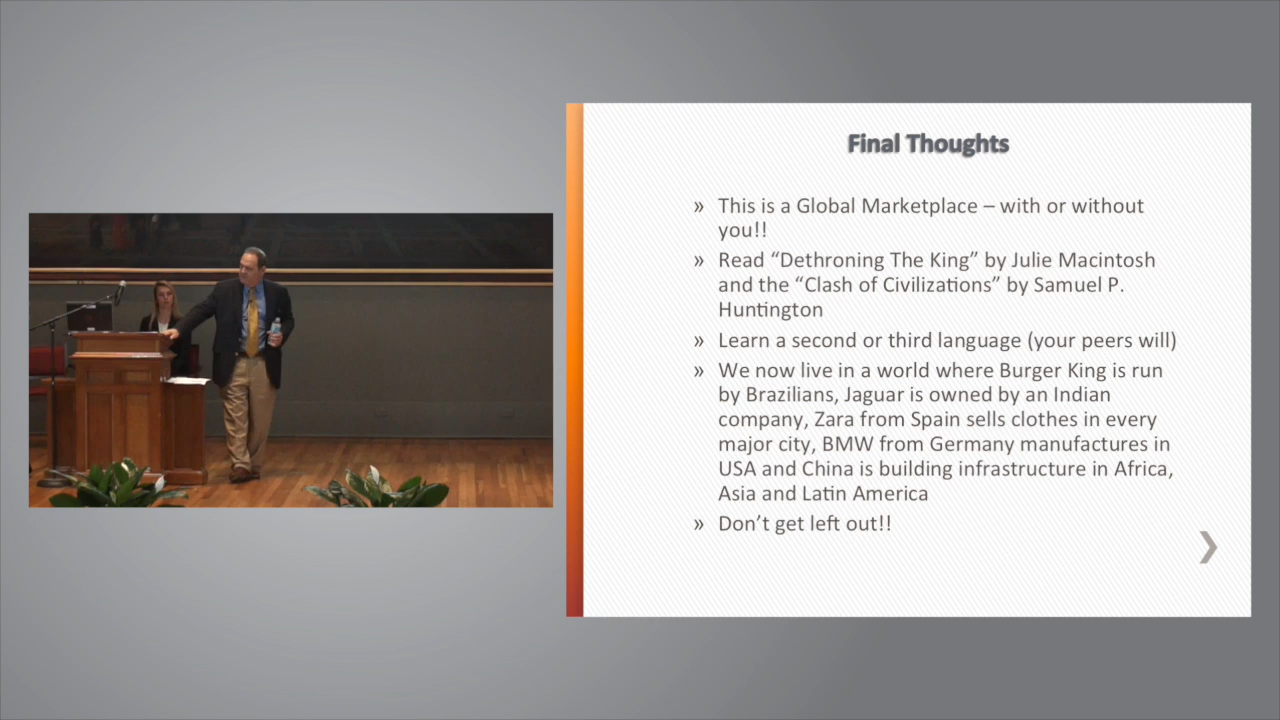 Final Thoughts
» This is a Global Marketplace – with or without
you!!
» Read “Dethroning The King” by Julie Macintosh
and the “Clash of Civilizations” by Samuel P.
Huntington
» Learn a second or third language (your peers will)
» We now live in a world where Burger King is run
by Brazilians, Jaguar is owned by an Indian
company, Zara from Spain sells clothes in every
major city, BMW from Germany manufactures in
USA and China is building infrastructure in Africa,
Asia and Latin America
» Don’t get left out!!